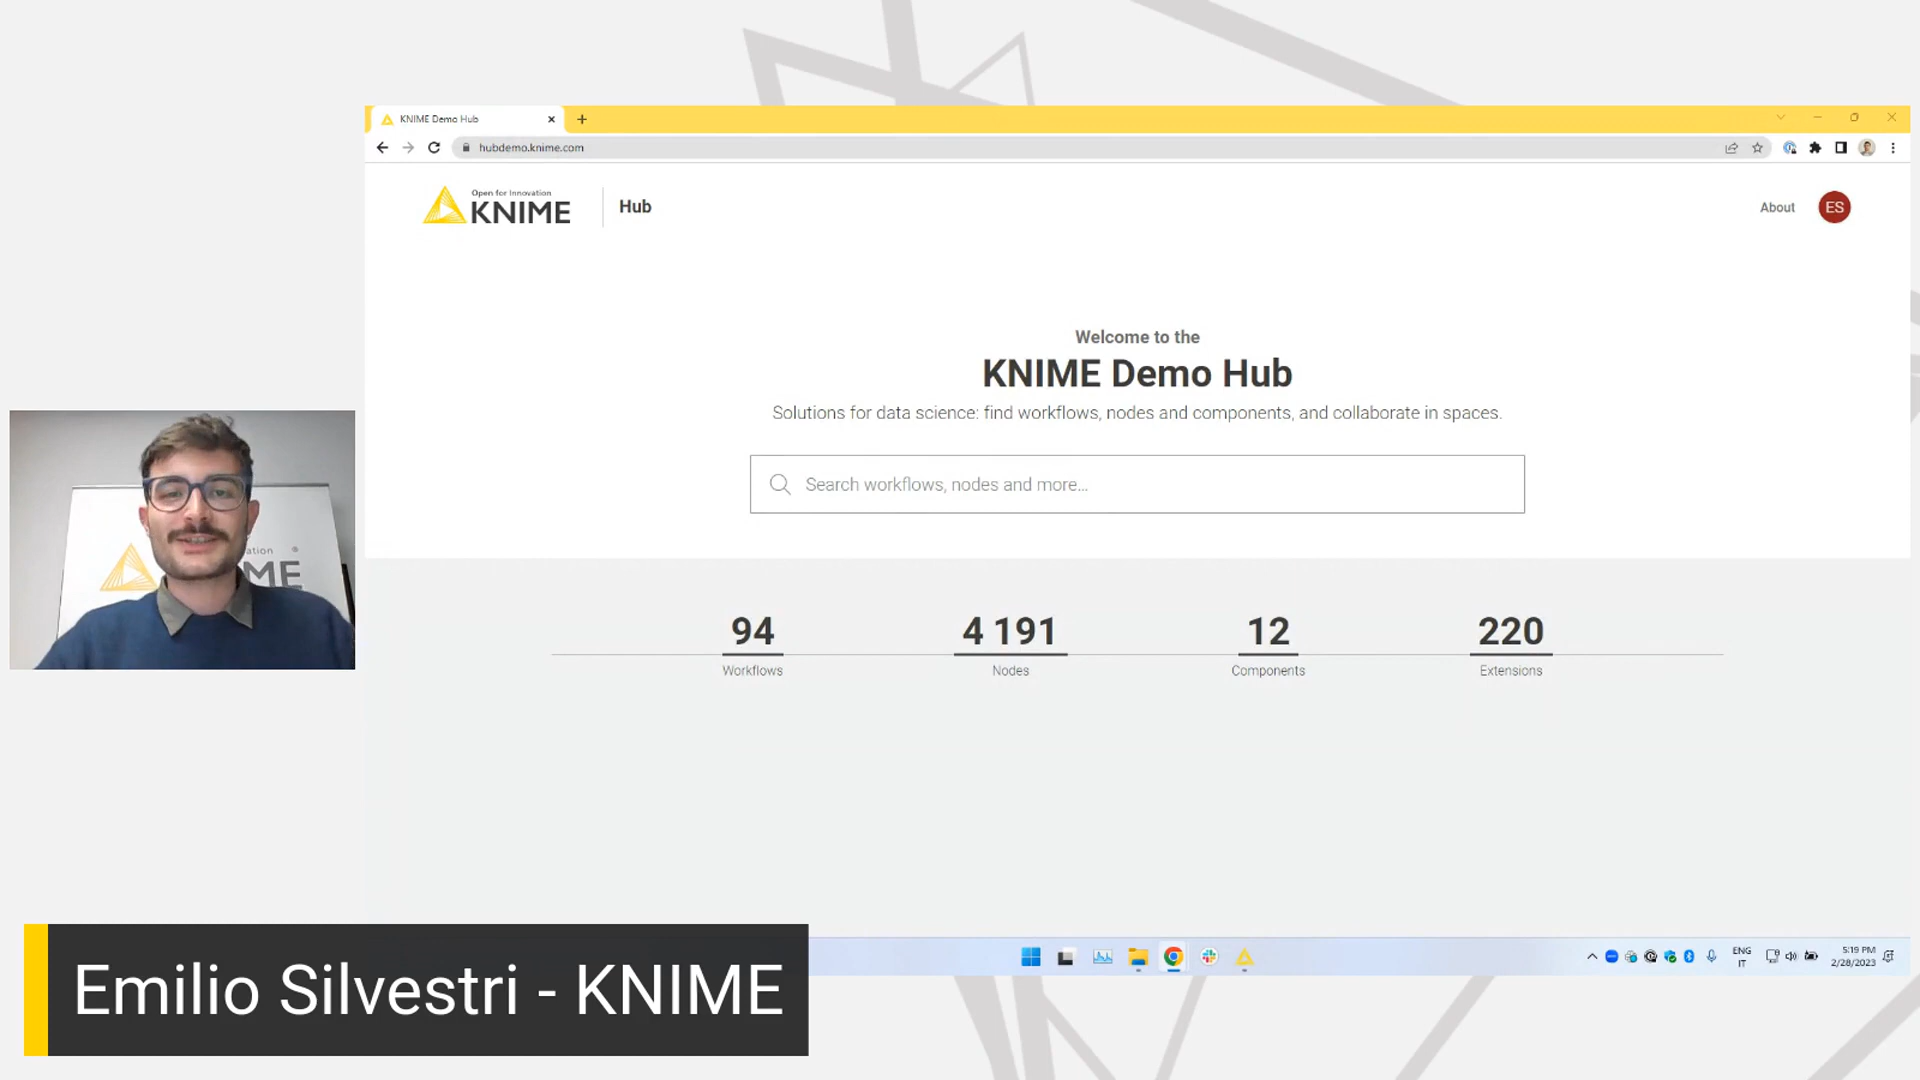 KNIME Demo Hub
hubdemo.knime.com
Open for Innovation
KNIME
Hub
About
ES
Welcome to the
KNIME Demo Hub
Solutions for data science: find workflows, nodes and components, and collaborate in spaces.
Search workflows, nodes and more...
ation ®
ME
94
Workflows
4 191
Nodes
12
Components
220
Extensions
Emilio Silvestri - KNIME
ENG
IT
5:19 PM
2/28/2023